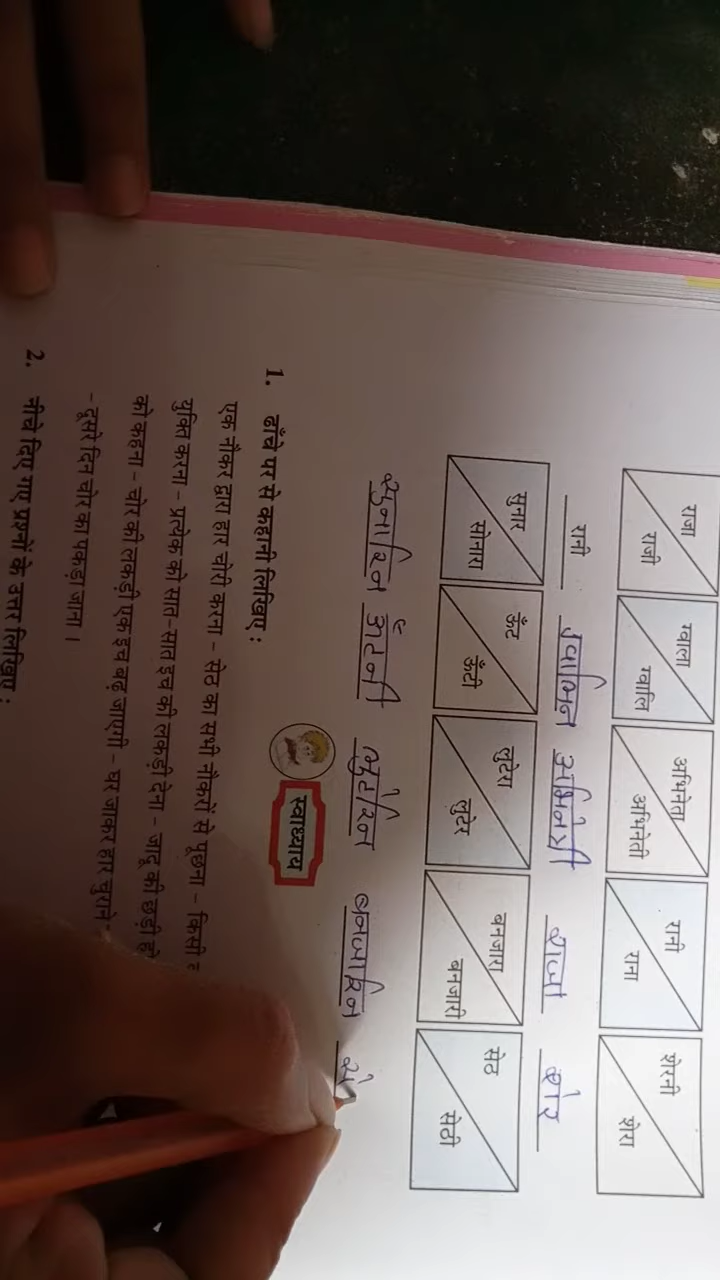 राजा राजी ग्वाला ग्वालि अभिनेता अभिनेती रानी राना शेरनी शेरा
रानी ग्वालिन अभिनेत्री राजा शेर
सुनार सोनारा ऊँट ऊँटी लुटेरा लुटेर बनजारा बनजारी सेठ सेठी
सुनारिन ऊँटनी लुटेरिन बनजारिन से
स्वाध्याय
1. ढाँचे पर से कहानी लिखिए :
एक नौकर द्वारा हार चोरी करना - सेठ का सभी नौकरों से पूछना - किसी
युक्ति करना - प्रत्येक को सात-सात इंच की लकड़ी देना - जादू की छड़ी हो
को कहना - चोर की लकड़ी एक इंच बढ़ जाएगी - घर जाकर हार चुराने
- दूसरे दिन चोर का पकड़ा जाना ।
2. नीचे दिए गए प्रश्नों के उत्तर लिखिए :